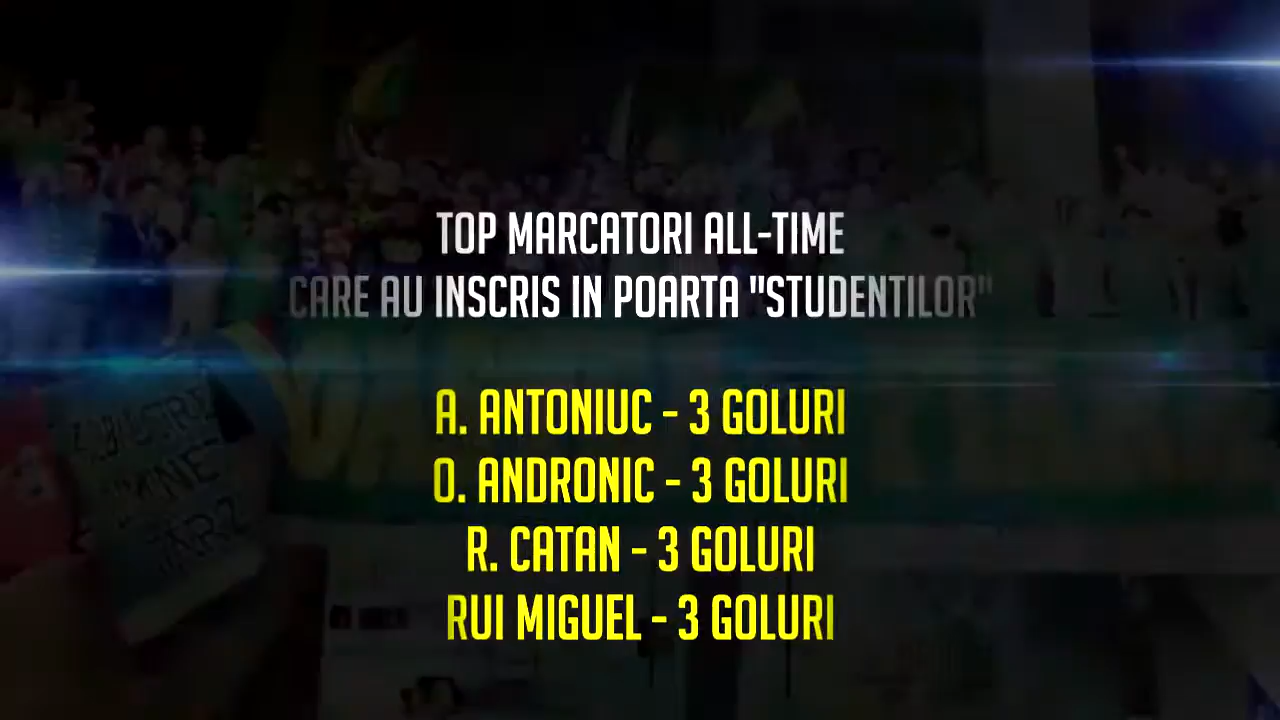 TOP MARCATORI ALL-TIME
CARE AU INSCRIS IN POARTA "STUDENTILOR"
A. ANTONIUC - 3 GOLURI
O. ANDRONIC - 3 GOLURI
R. CATAN - 3 GOLURI
RUI MIGUEL - 3 GOLURI